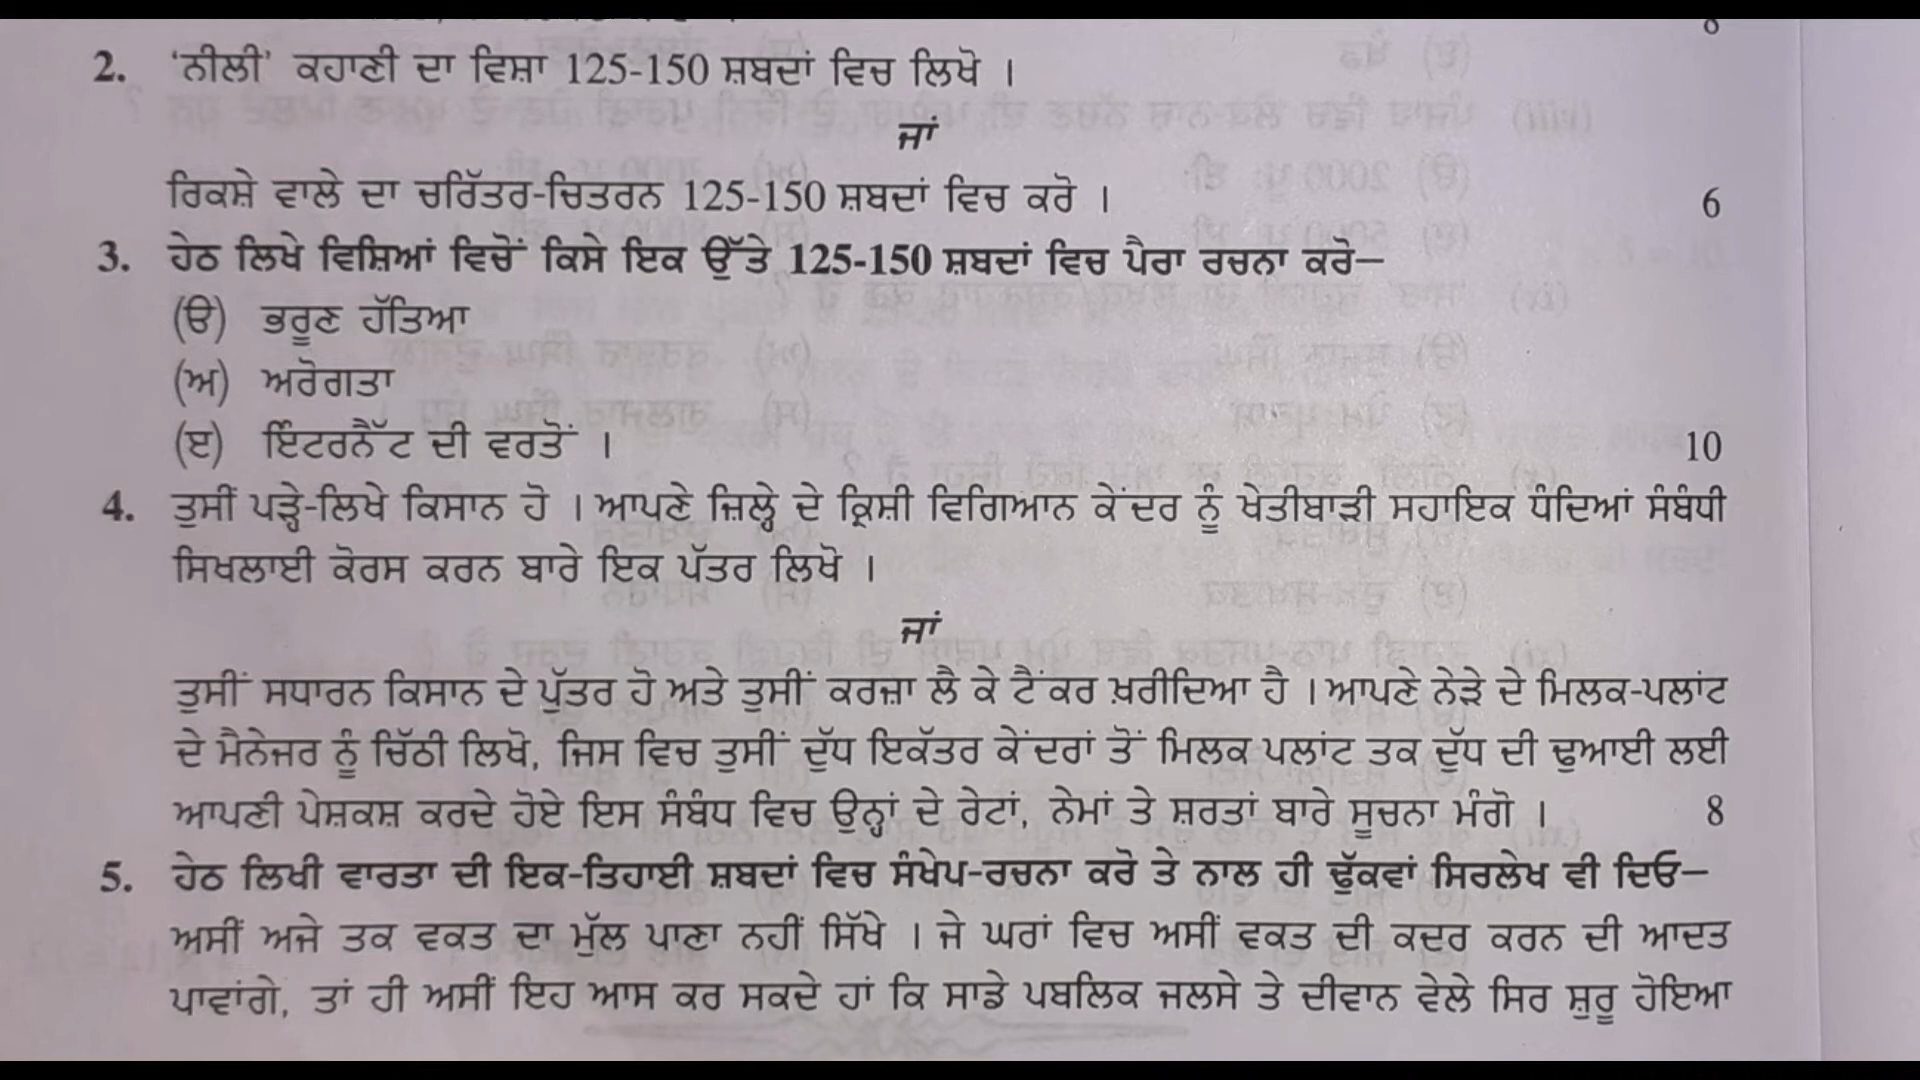 8
2. ‘ਨੀਲੀ’ ਕਹਾਣੀ ਦਾ ਵਿਸ਼ਾ 125-150 ਸ਼ਬਦਾਂ ਵਿਚ ਲਿਖੋ ।
ਜਾਂ
ਰਿਕਸ਼ੇ ਵਾਲੇ ਦਾ ਚਰਿੱਤਰ-ਚਿਤਰਨ 125-150 ਸ਼ਬਦਾਂ ਵਿਚ ਕਰੋ । 6
3. ਹੇਠ ਲਿਖੇ ਵਿਸ਼ਿਆਂ ਵਿਚੋਂ ਕਿਸੇ ਇਕ ਉੱਤੇ 125-150 ਸ਼ਬਦਾਂ ਵਿਚ ਪੈਰਾ ਰਚਨਾ ਕਰੋ—
(ੳ) ਭਰੂਣ ਹੱਤਿਆ
(ਅ) ਅਰੋਗਤਾ
(ੲ) ਇੰਟਰਨੈੱਟ ਦੀ ਵਰਤੋਂ । 10
4. ਤੁਸੀਂ ਪੜ੍ਹੇ-ਲਿਖੇ ਕਿਸਾਨ ਹੋ । ਆਪਣੇ ਜ਼ਿਲ੍ਹੇ ਦੇ ਕ੍ਰਿਸ਼ੀ ਵਿਗਿਆਨ ਕੇਂਦਰ ਨੂੰ ਖੇਤੀਬਾੜੀ ਸਹਾਇਕ ਧੰਦਿਆਂ ਸੰਬੰਧੀ
ਸਿਖਲਾਈ ਕੋਰਸ ਕਰਨ ਬਾਰੇ ਇਕ ਪੱਤਰ ਲਿਖੋ ।
ਜਾਂ
ਤੁਸੀਂ ਸਧਾਰਨ ਕਿਸਾਨ ਦੇ ਪੁੱਤਰ ਹੋ ਅਤੇ ਤੁਸੀਂ ਕਰਜ਼ਾ ਲੈ ਕੇ ਟੈਂਕਰ ਖ਼ਰੀਦਿਆ ਹੈ । ਆਪਣੇ ਨੇੜੇ ਦੇ ਮਿਲਕ-ਪਲਾਂਟ
ਦੇ ਮੈਨੇਜਰ ਨੂੰ ਚਿੱਠੀ ਲਿਖੋ, ਜਿਸ ਵਿਚ ਤੁਸੀਂ ਦੁੱਧ ਇਕੱਤਰ ਕੇਂਦਰਾਂ ਤੋਂ ਮਿਲਕ ਪਲਾਂਟ ਤਕ ਦੁੱਧ ਦੀ ਢੁਆਈ ਲਈ
ਆਪਣੀ ਪੇਸ਼ਕਸ਼ ਕਰਦੇ ਹੋਏ ਇਸ ਸੰਬੰਧ ਵਿਚ ਉਨ੍ਹਾਂ ਦੇ ਰੇਟਾਂ, ਨੇਮਾਂ ਤੇ ਸ਼ਰਤਾਂ ਬਾਰੇ ਸੂਚਨਾ ਮੰਗੋ । 8
5. ਹੇਠ ਲਿਖੀ ਵਾਰਤਾ ਦੀ ਇਕ-ਤਿਹਾਈ ਸ਼ਬਦਾਂ ਵਿਚ ਸੰਖੇਪ-ਰਚਨਾ ਕਰੋ ਤੇ ਨਾਲ ਹੀ ਢੁੱਕਵਾਂ ਸਿਰਲੇਖ ਵੀ ਦਿਓ—
ਅਸੀਂ ਅਜੇ ਤਕ ਵਕਤ ਦਾ ਮੁੱਲ ਪਾਣਾ ਨਹੀਂ ਸਿੱਖੇ । ਜੇ ਘਰਾਂ ਵਿਚ ਅਸੀਂ ਵਕਤ ਦੀ ਕਦਰ ਕਰਨ ਦੀ ਆਦਤ
ਪਾਵਾਂਗੇ, ਤਾਂ ਹੀ ਅਸੀਂ ਇਹ ਆਸ ਕਰ ਸਕਦੇ ਹਾਂ ਕਿ ਸਾਡੇ ਪਬਲਿਕ ਜਲਸੇ ਤੇ ਦੀਵਾਨ ਵੇਲੇ ਸਿਰ ਸ਼ੁਰੂ ਹੋਇਆ